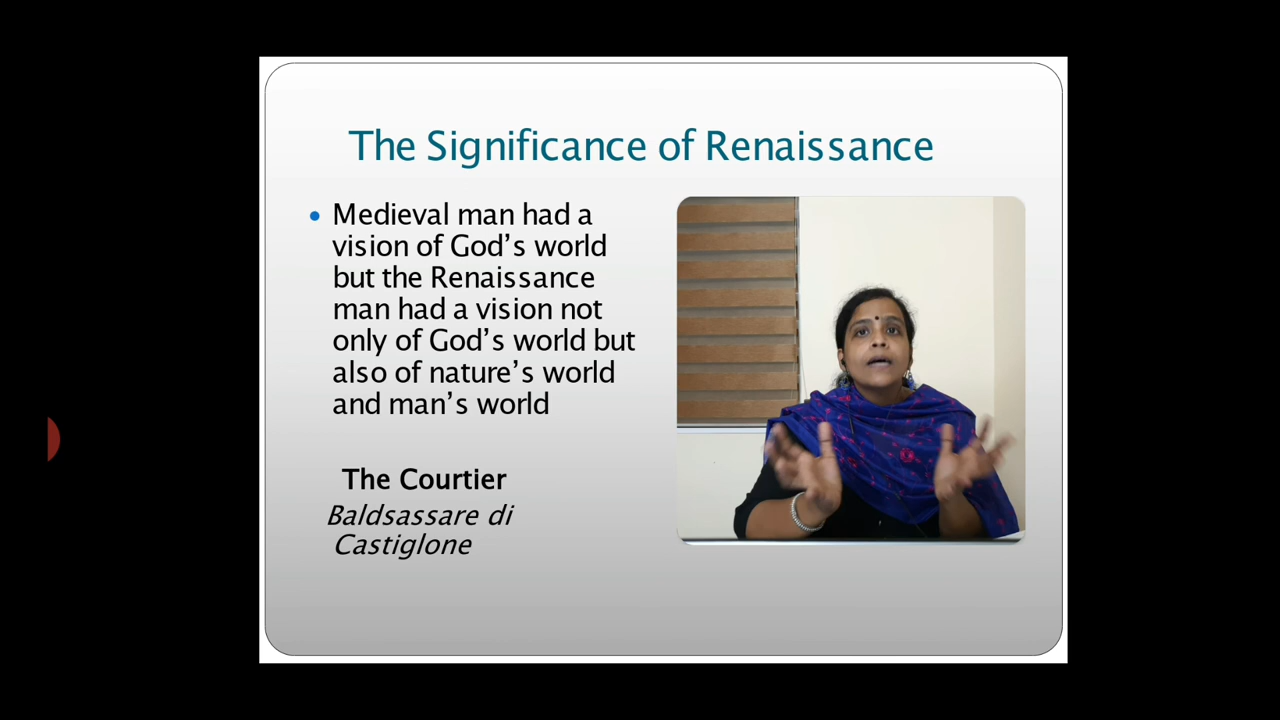 The Significance of Renaissance
Medieval man had a
vision of God’s world
but the Renaissance
man had a vision not
only of God’s world but
also of nature’s world
and man’s world
The Courtier
Baldsassare di
Castiglone